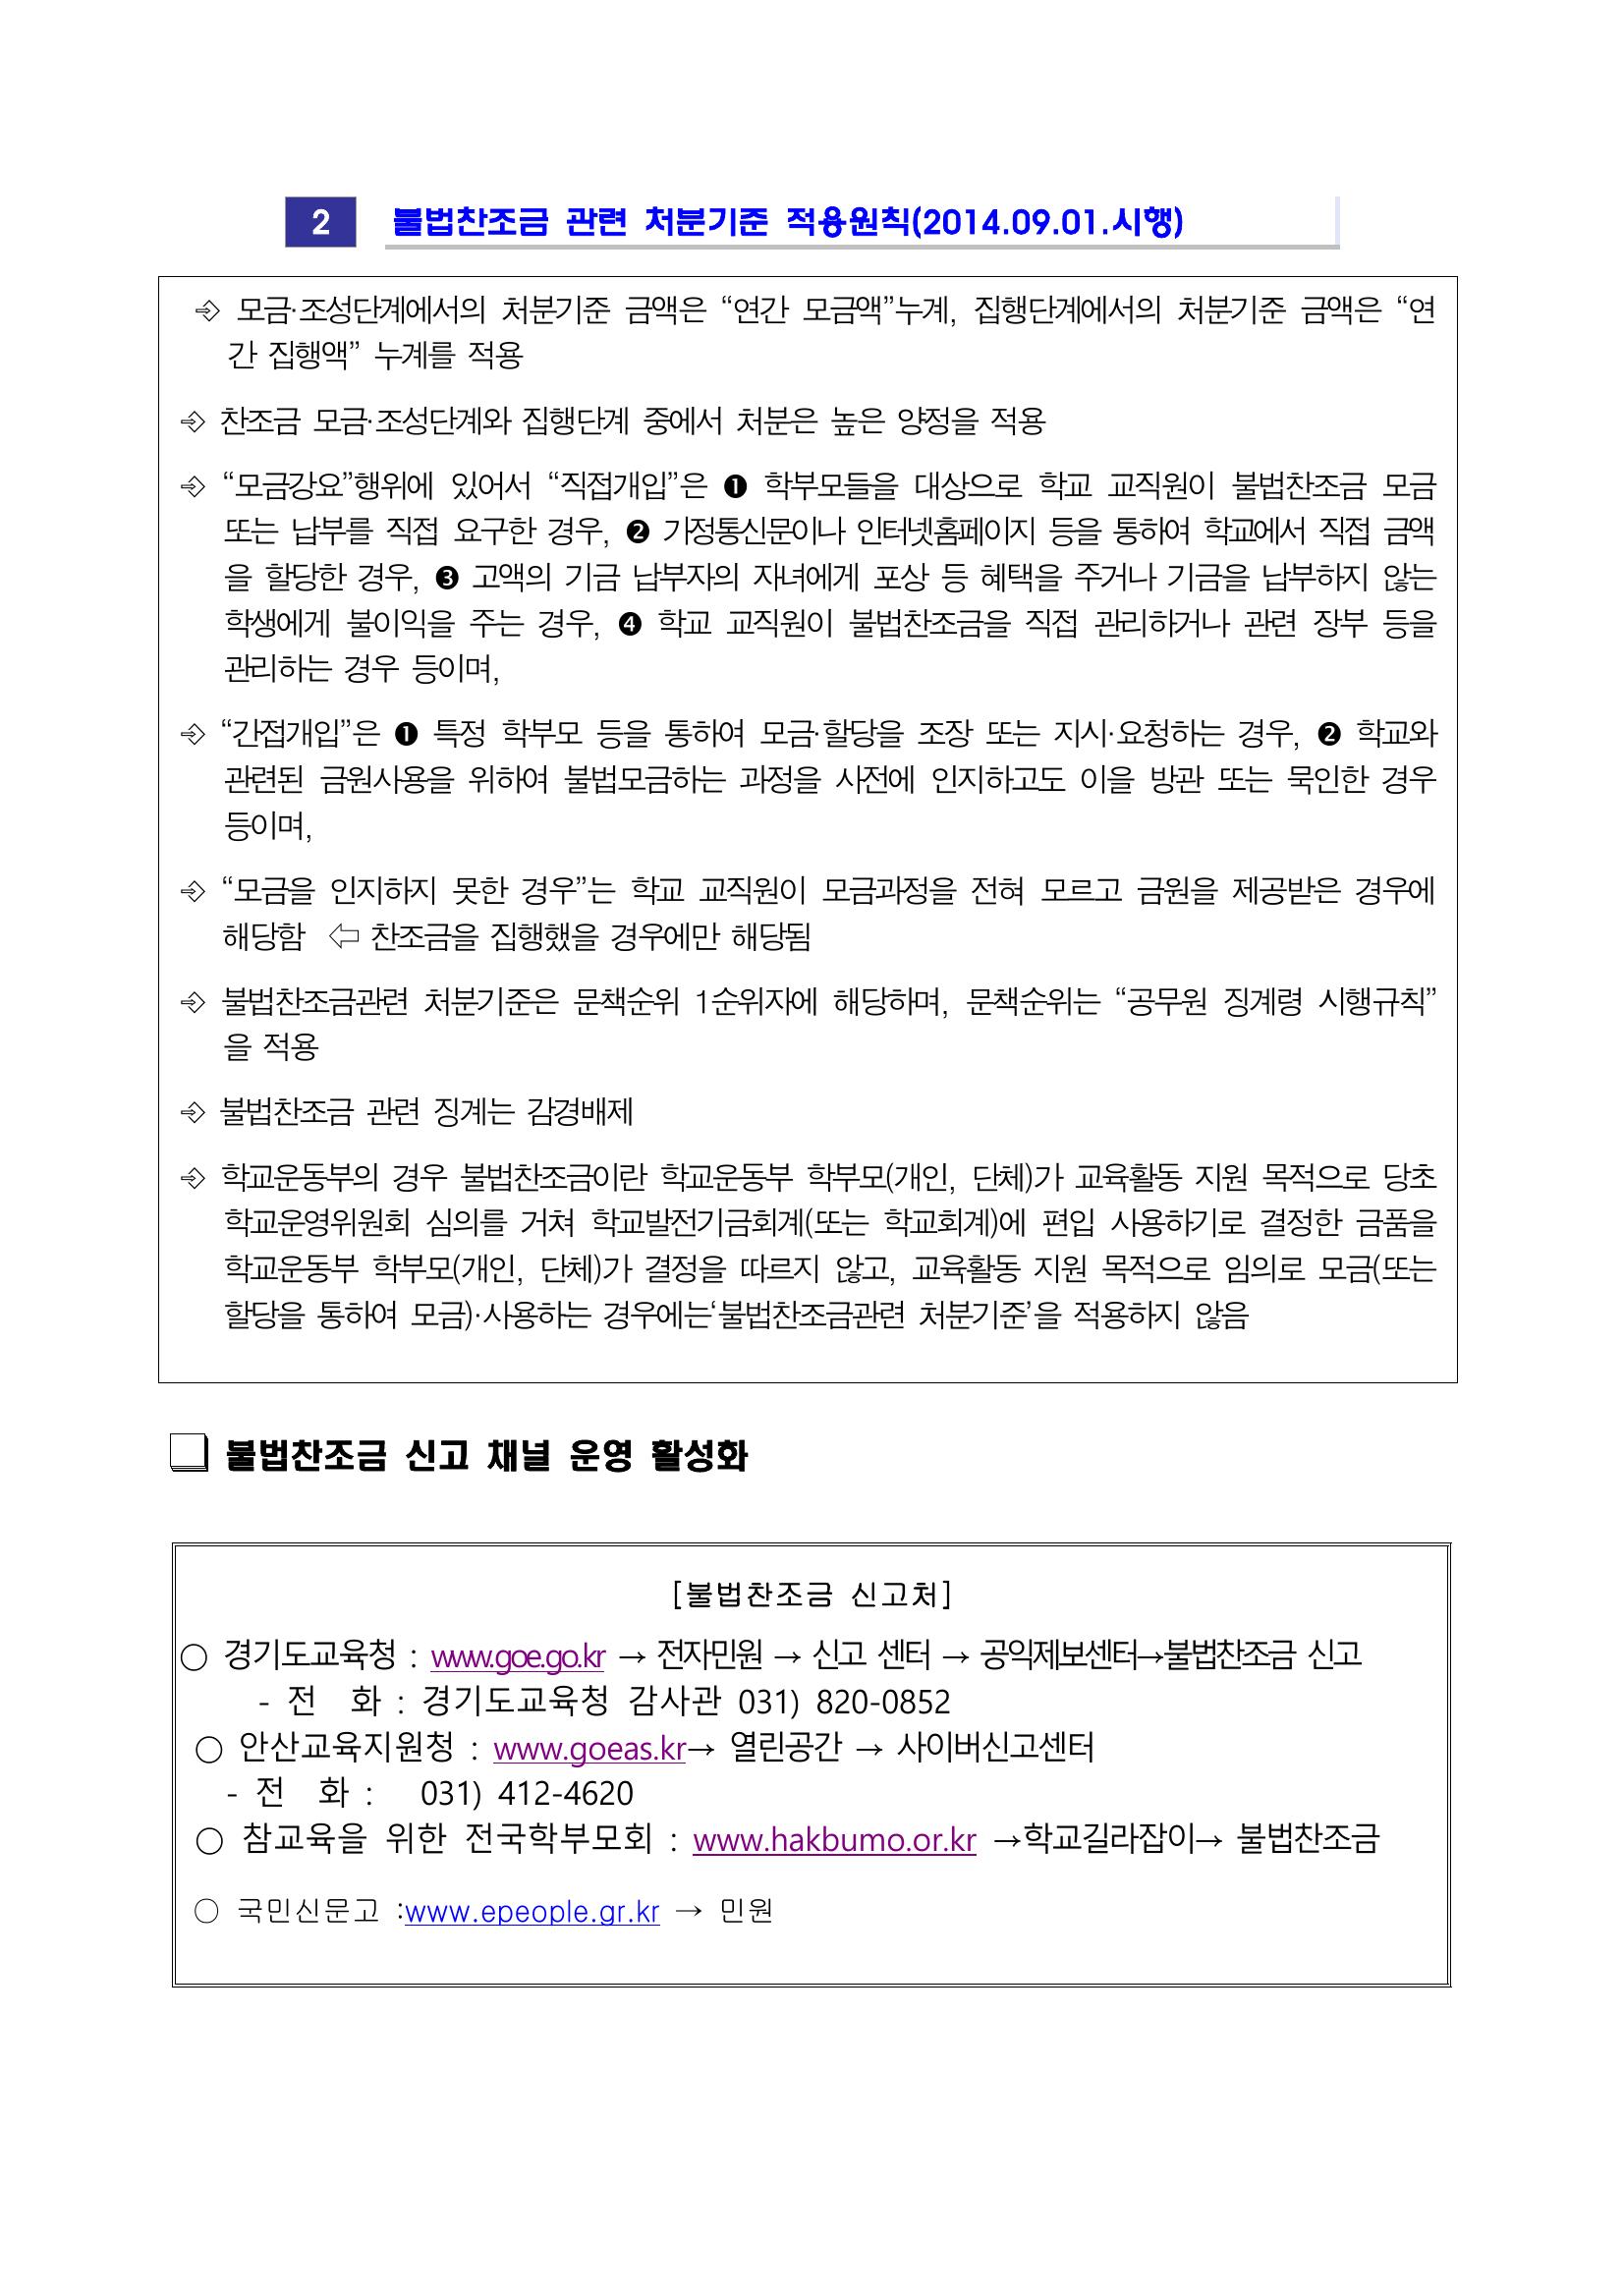 2 불법찬조금 관련 처분기준 적용원칙(2014.09.01.시행)
➪ 모금·조성단계에서의 처분기준 금액은 “연간 모금액”누계, 집행단계에서의 처분기준 금액은 “연
간 집행액” 누계를 적용
➪ 찬조금 모금·조성단계와 집행단계 중에서 처분은 높은 양정을 적용
➪ “모금강요”행위에 있어서 “직접개입”은 ❶ 학부모들을 대상으로 학교 교직원이 불법찬조금 모금
또는 납부를 직접 요구한 경우, ❷ 가정통신문이나 인터넷홈페이지 등을 통하여 학교에서 직접 금액
을 할당한 경우, ❸ 고액의 기금 납부자의 자녀에게 포상 등 혜택을 주거나 기금을 납부하지 않는
학생에게 불이익을 주는 경우, ❹ 학교 교직원이 불법찬조금을 직접 관리하거나 관련 장부 등을
관리하는 경우 등이며,
➪ “간접개입”은 ❶ 특정 학부모 등을 통하여 모금·할당을 조장 또는 지시·요청하는 경우, ❷ 학교와
관련된 금원사용을 위하여 불법모금하는 과정을 사전에 인지하고도 이을 방관 또는 묵인한 경우
등이며,
➪ “모금을 인지하지 못한 경우”는 학교 교직원이 모금과정을 전혀 모르고 금원을 제공받은 경우에
해당함 ⇦ 찬조금을 집행했을 경우에만 해당됨
➪ 불법찬조금관련 처분기준은 문책순위 1순위자에 해당하며, 문책순위는 “공무원 징계령 시행규칙”
을 적용
➪ 불법찬조금 관련 징계는 감경배제
➪ 학교운동부의 경우 불법찬조금이란 학교운동부 학부모(개인, 단체)가 교육활동 지원 목적으로 당초
학교운영위원회 심의를 거쳐 학교발전기금회계(또는 학교회계)에 편입 사용하기로 결정한 금품을
학교운동부 학부모(개인, 단체)가 결정을 따르지 않고, 교육활동 지원 목적으로 임의로 모금(또는
할당을 통하여 모금)·사용하는 경우에는‘불법찬조금관련 처분기준’을 적용하지 않음
❏ 불법찬조금 신고 채널 운영 활성화
[불법찬조금 신고처]
○ 경기도교육청 : www.goe.go.kr → 전자민원 → 신고 센터 → 공익제보센터→불법찬조금 신고
- 전 화 : 경기도교육청 감사관 031) 820-0852
○ 안산교육지원청 : www.goeas.kr→ 열린공간 → 사이버신고센터
- 전 화 : 031) 412-4620
○ 참교육을 위한 전국학부모회 : www.hakbumo.or.kr →학교길라잡이→ 불법찬조금
○ 국민신문고 :www.epeople.gr.kr → 민원